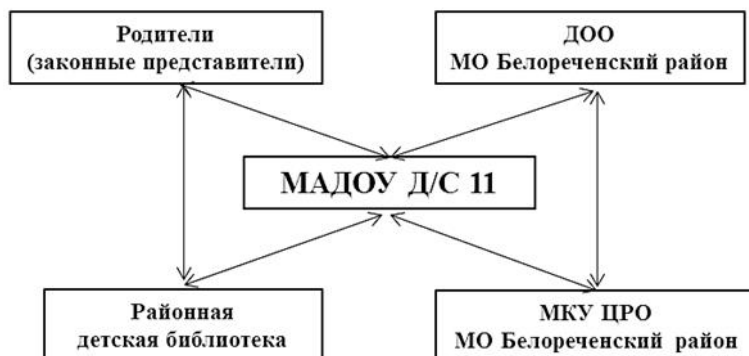 Родители
(законные представители)
ДОО
МО Белореченский район
МАДОУ Д/С 11
Районная
детская библиотека
МКУ ЦРО
МО Белореченский район